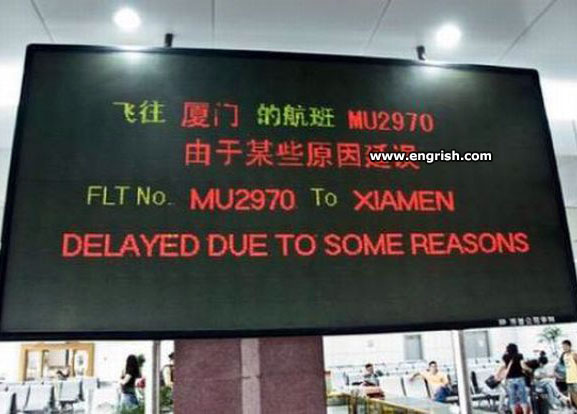 飞往 厦门 的航班 MU2970
由于某些原因延误
www.engrish.com
FLT No. MU2970 To XIAMEN
DELAYED DUE TO SOME REASONS